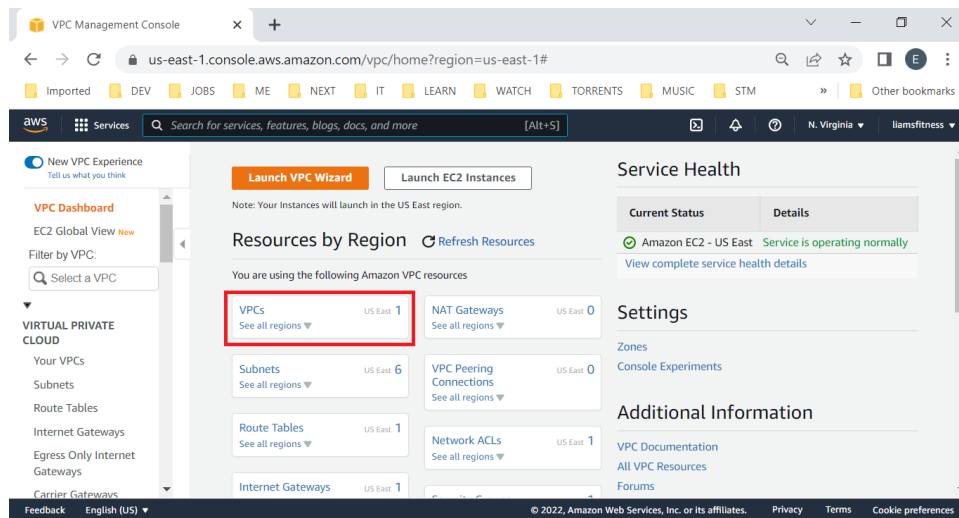 VPC Management Console
us-east-1.console.aws.amazon.com/vpc/home?region=us-east-1#
E
Imported DEV JOBS ME NEXT IT LEARN WATCH TORRENTS MUSIC STM » Other bookmarks
aws Services Search for services, features, blogs, docs, and more [Alt+S] N. Virginia ▼ liamsfitness ▼
New VPC Experience
Tell us what you think
VPC Dashboard
EC2 Global View New
Filter by VPC:
Select a VPC
VIRTUAL PRIVATE
CLOUD
Your VPCs
Subnets
Route Tables
Internet Gateways
Egress Only Internet
Gateways
Carrier Gateways
Launch VPC Wizard Launch EC2 Instances
Note: Your Instances will launch in the US East region.
Resources by Region Refresh Resources
You are using the following Amazon VPC resources
VPCs US East 1
See all regions ▼
NAT Gateways US East 0
See all regions ▼
Subnets US East 6
See all regions ▼
VPC Peering US East 0
Connections
See all regions ▼
Route Tables US East 1
See all regions ▼
Network ACLs US East 1
See all regions ▼
Internet Gateways US East 1
Service Health
Current Status Details
Amazon EC2 - US East Service is operating normally
View complete service health details
Settings
Zones
Console Experiments
Additional Information
VPC Documentation
All VPC Resources
Forums
Feedback English (US) ▼ © 2022, Amazon Web Services, Inc. or its affiliates. Privacy Terms Cookie preferences